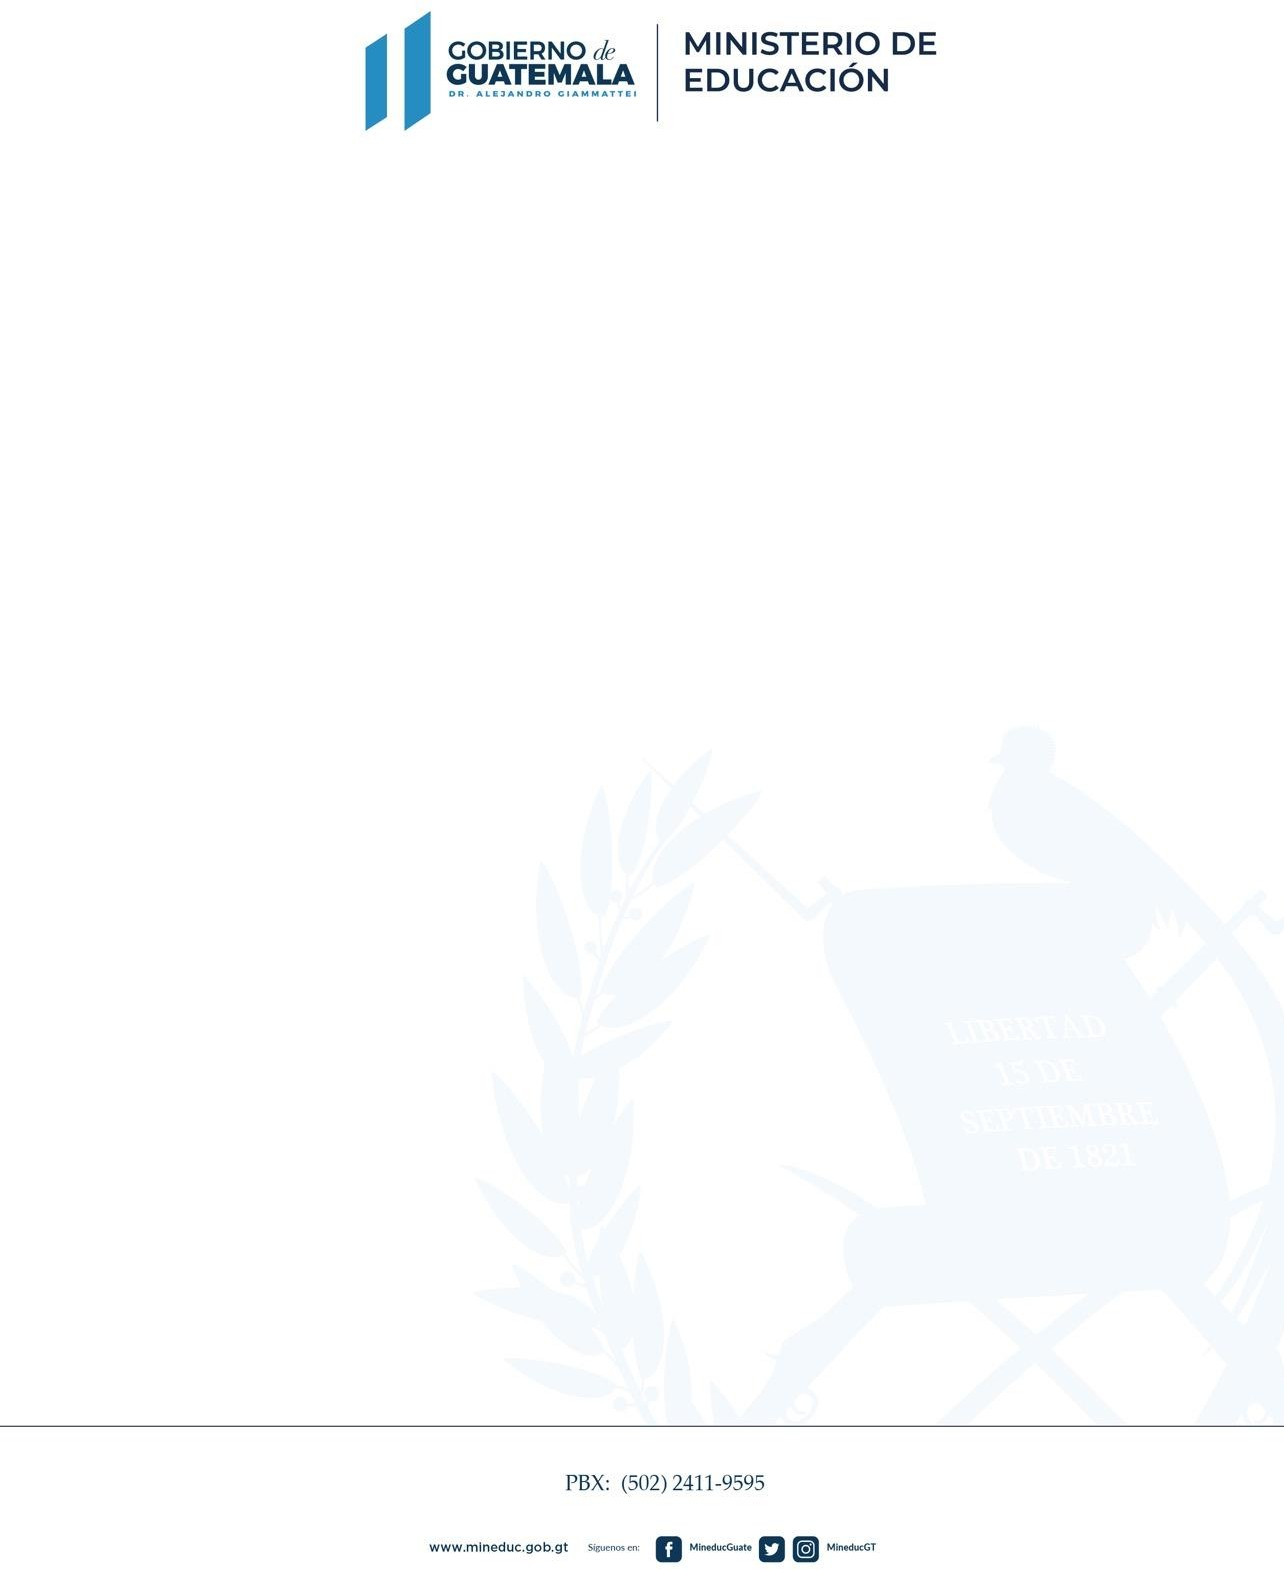 GOBIERNO de
GUATEMALA
DR. ALEJANDRO GIAMMATTEI
MINISTERIO DE
EDUCACIÓN
LIBERTAD
15 DE
SEPTIEMBRE
DE 1821
PBX: (502) 2411-9595
www.mineduc.gob.gt Síguenos en: MineducGuate MineducGT